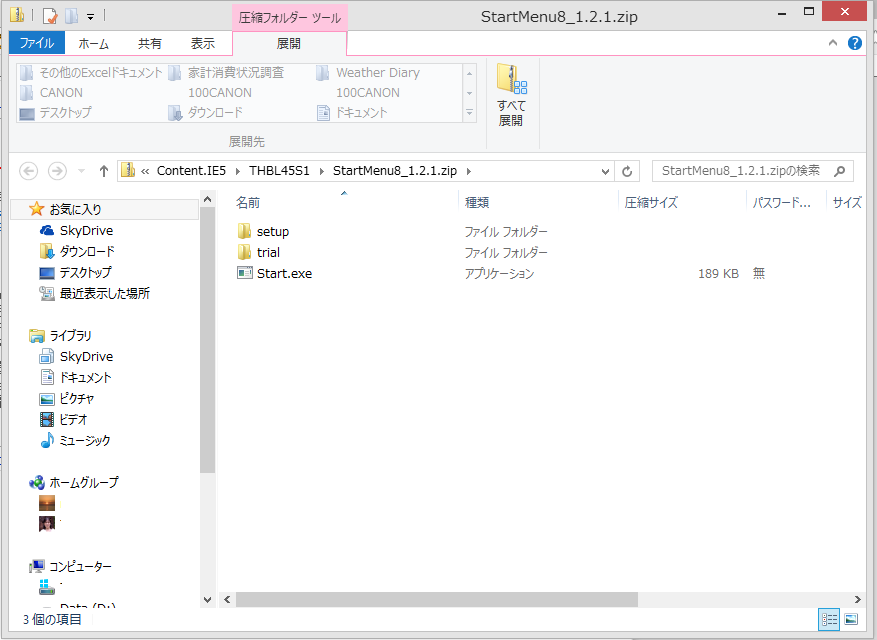 圧縮フォルダー ツール
StartMenu8_1.2.1.zip
ファイル
ホーム
共有
表示
展開
その他のExcelドキュメント
家計消費状況調査
Weather Diary
CANON
100CANON
100CANON
デスクトップ
ダウンロード
ドキュメント
展開先
すべて
展開
« Content.IE5 THBL45S1 StartMenu8_1.2.1.zip
StartMenu8_1.2.1.zipの検索
名前
種類
圧縮サイズ
パスワード...
サイズ
setup
ファイル フォルダー
trial
ファイル フォルダー
Start.exe
アプリケーション
189 KB
無
お気に入り
SkyDrive
ダウンロード
デスクトップ
最近表示した場所
ライブラリ
SkyDrive
ドキュメント
ピクチャ
ビデオ
ミュージック
ホームグループ
コンピューター
Data (D:)
3 個の項目